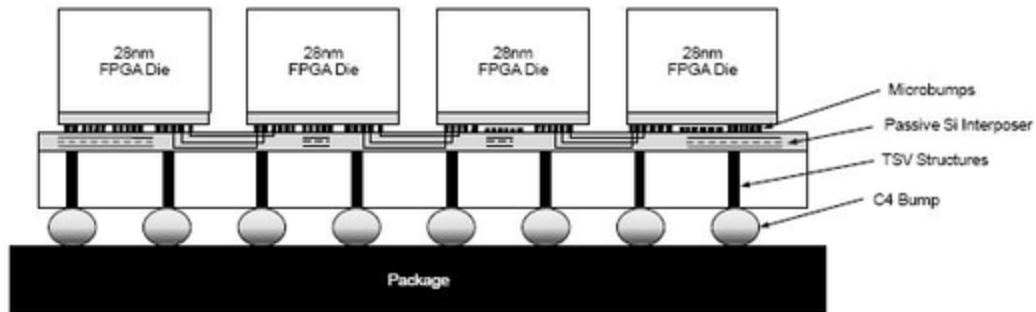 28nm
FPGA Die
28nm
FPGA Die
28nm
FPGA Die
28nm
FPGA Die
Microbumps
Passive Si Interposer
TSV Structures
C4 Bump
Package